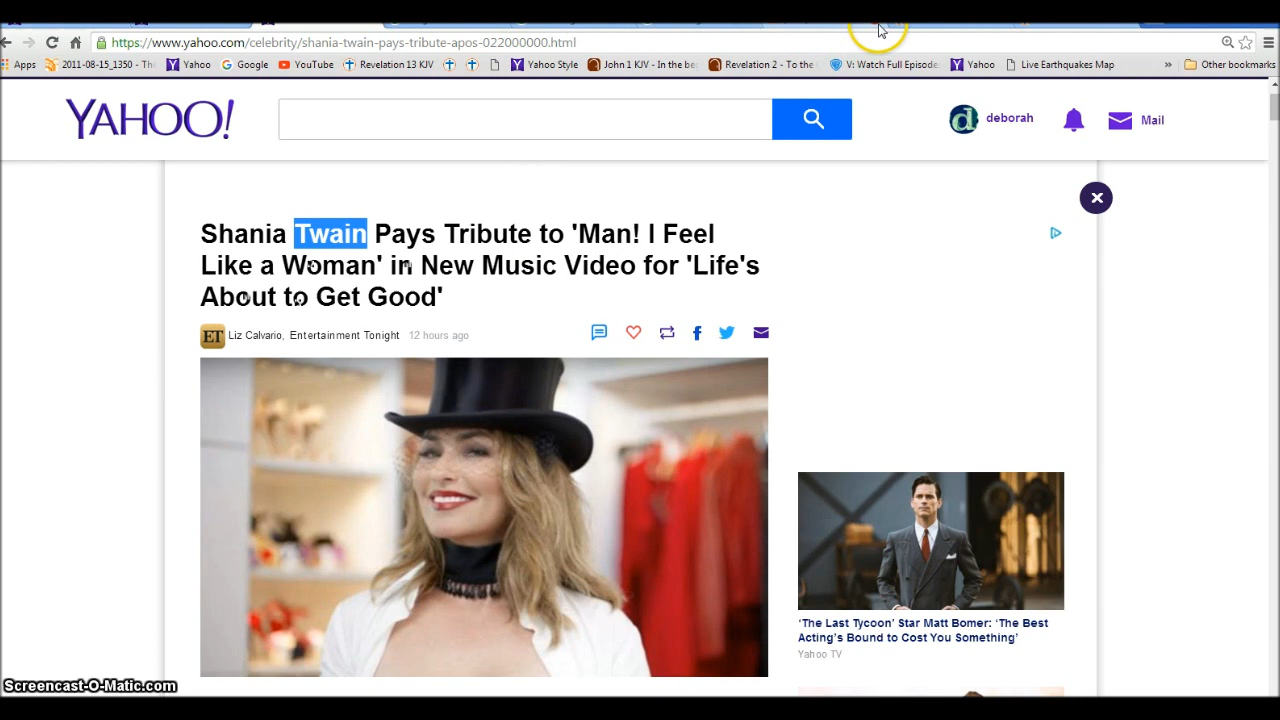 https://www.yahoo.com/celebrity/shania-twain-pays-tribute-apos-022000000.html
Apps 2011-08-15_1350 - Th Yahoo Google YouTube Revelation 13 KJV Yahoo Style John 1 KJV - In the be Revelation 2 - To the V: Watch Full Episode Yahoo Live Earthquakes Map » Other bookmarks
YAHOO! d deborah Mail
Shania Twain Pays Tribute to 'Man! I Feel
Like a Woman' in New Music Video for 'Life's
About to Get Good'
ET Liz Calvario, Entertainment Tonight 12 hours ago
'The Last Tycoon' Star Matt Bomer: 'The Best
Acting's Bound to Cost You Something'
Yahoo TV
Screencast-O-Matic.com